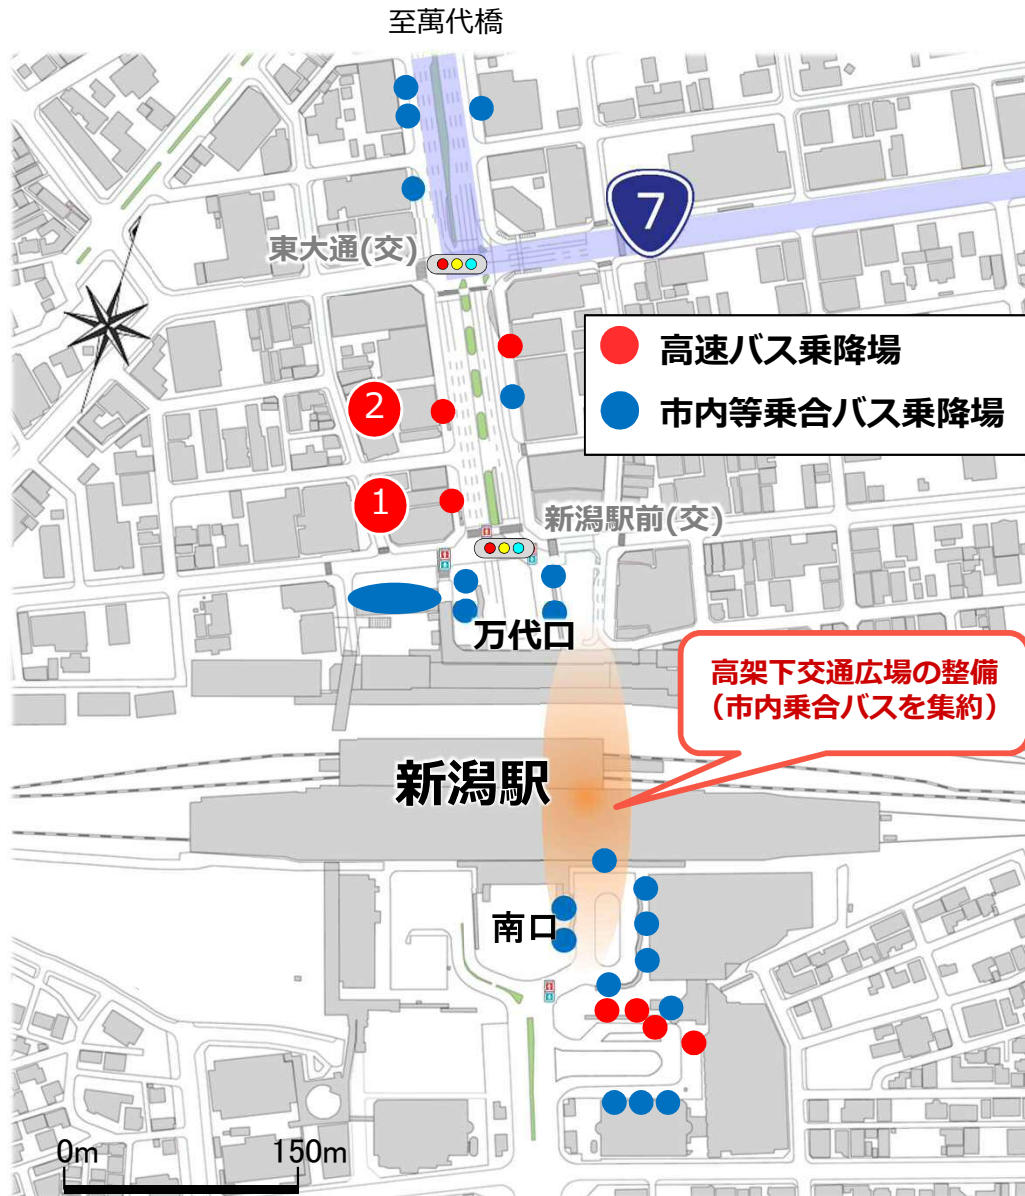 至萬代橋
7
東大通(交)
高速バス乗降場
市内等乗合バス乗降場
2
1
新潟駅前(交)
万代口
高架下交通広場の整備
(市内乗合バスを集約)
新潟駅
南口
0m
150m